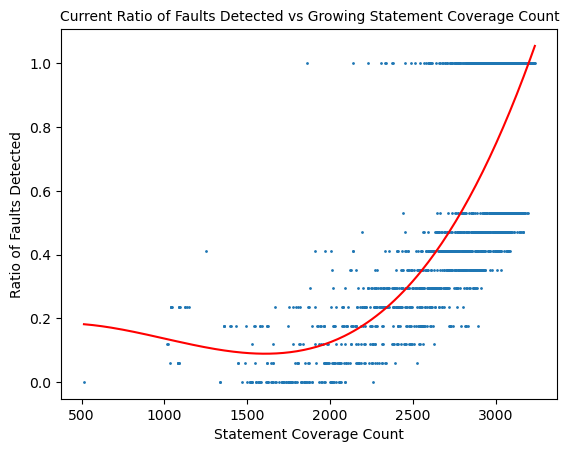 Current Ratio of Faults Detected vs Growing Statement Coverage Count
Ratio of Faults Detected
1.0
0.8
0.6
0.4
0.2
0.0
500 1000 1500 2000 2500 3000
Statement Coverage Count